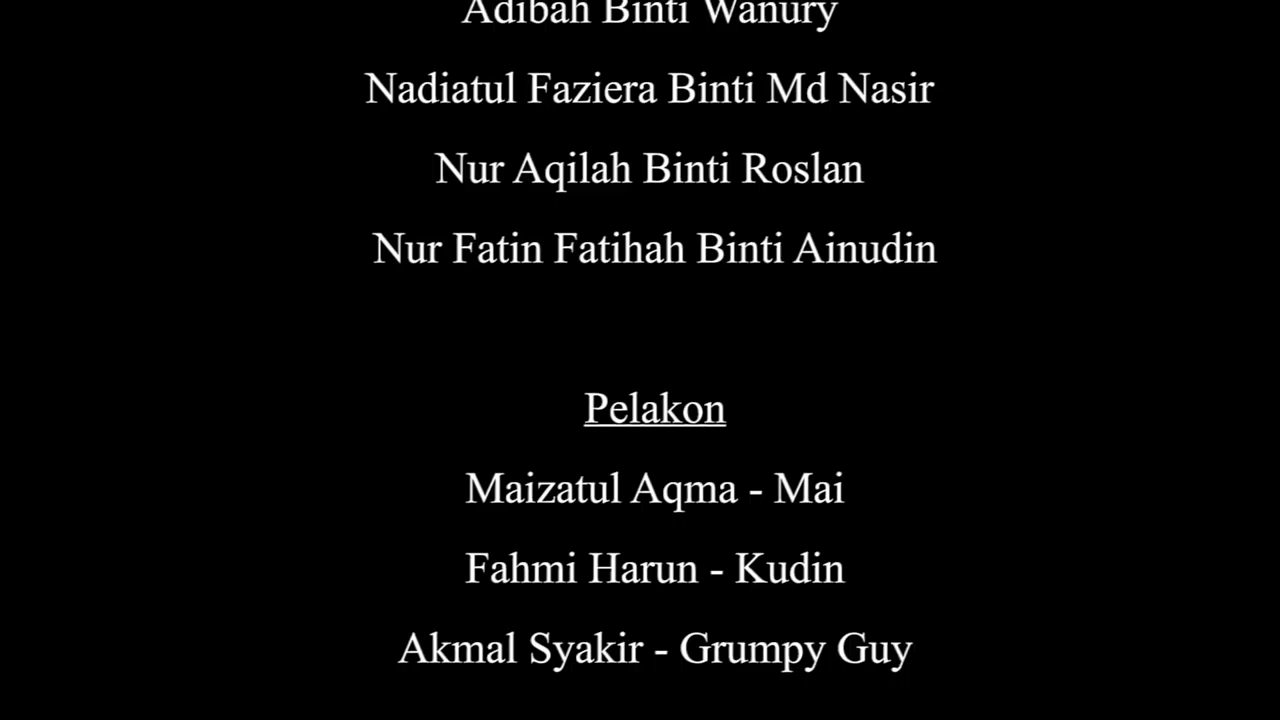 Adibah Binti Wanury
Nadiatul Faziera Binti Md Nasir
Nur Aqilah Binti Roslan
Nur Fatin Fatihah Binti Ainudin
Pelakon
Maizatul Aqma - Mai
Fahmi Harun - Kudin
Akmal Syakir - Grumpy Guy